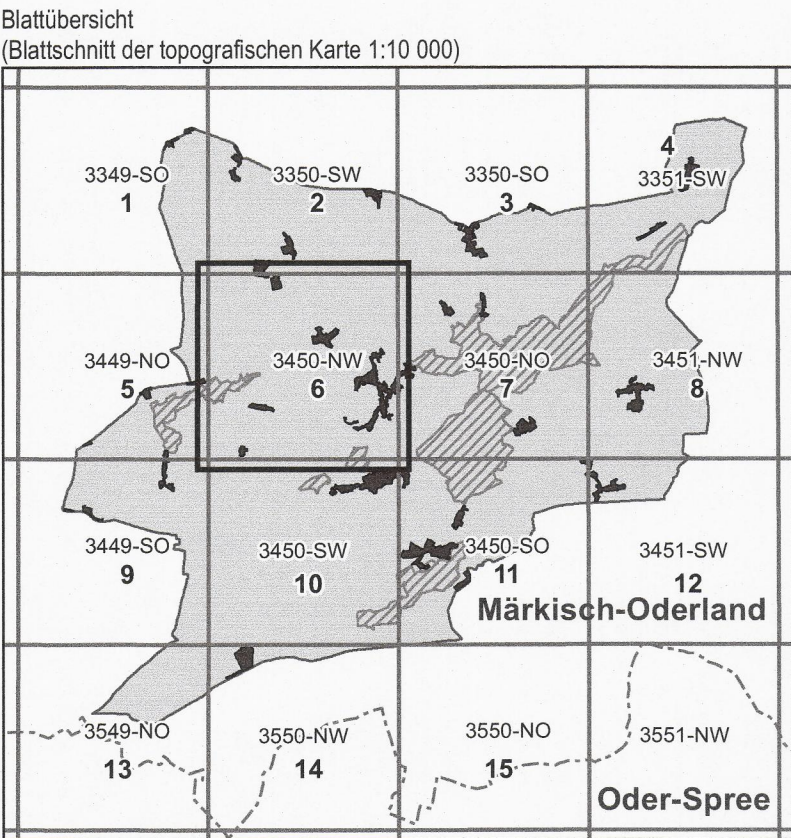 Blattübersicht
(Blattschnitt der topografischen Karte 1:10 000)
3349-SO
1
3350-SW
2
3350-SO
3
4
3351-SW
3449-NO
5
3450-NW
6
3450-NO
7
3451-NW
8
3449-SO
9
3450-SW
10
3450-SO
11
3451-SW
12
Märkisch-Oderland
3549-NO
13
3550-NW
14
3550-NO
15
3551-NW
Oder-Spree